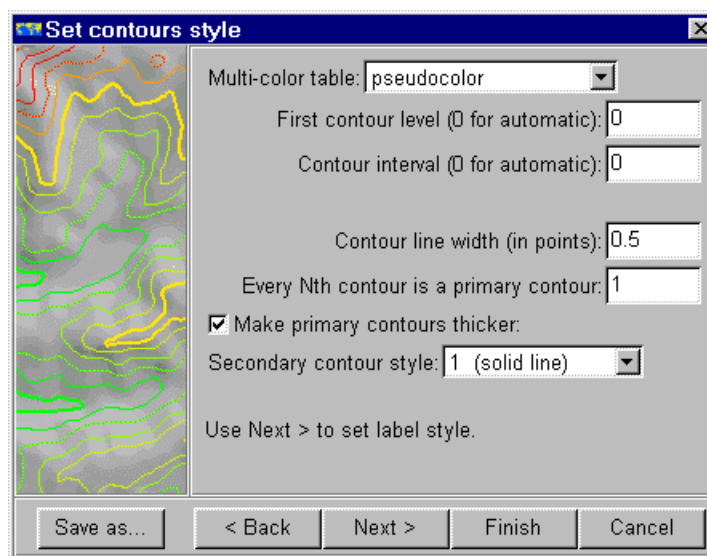 Set contours style
Multi-color table: pseudocolor
First contour level (0 for automatic): 0
Contour interval (0 for automatic): 0
Contour line width (in points): 0.5
Every Nth contour is a primary contour: 1
Make primary contours thicker:
Secondary contour style: 1 (solid line)
Use Next > to set label style.
Save as... < Back Next > Finish Cancel